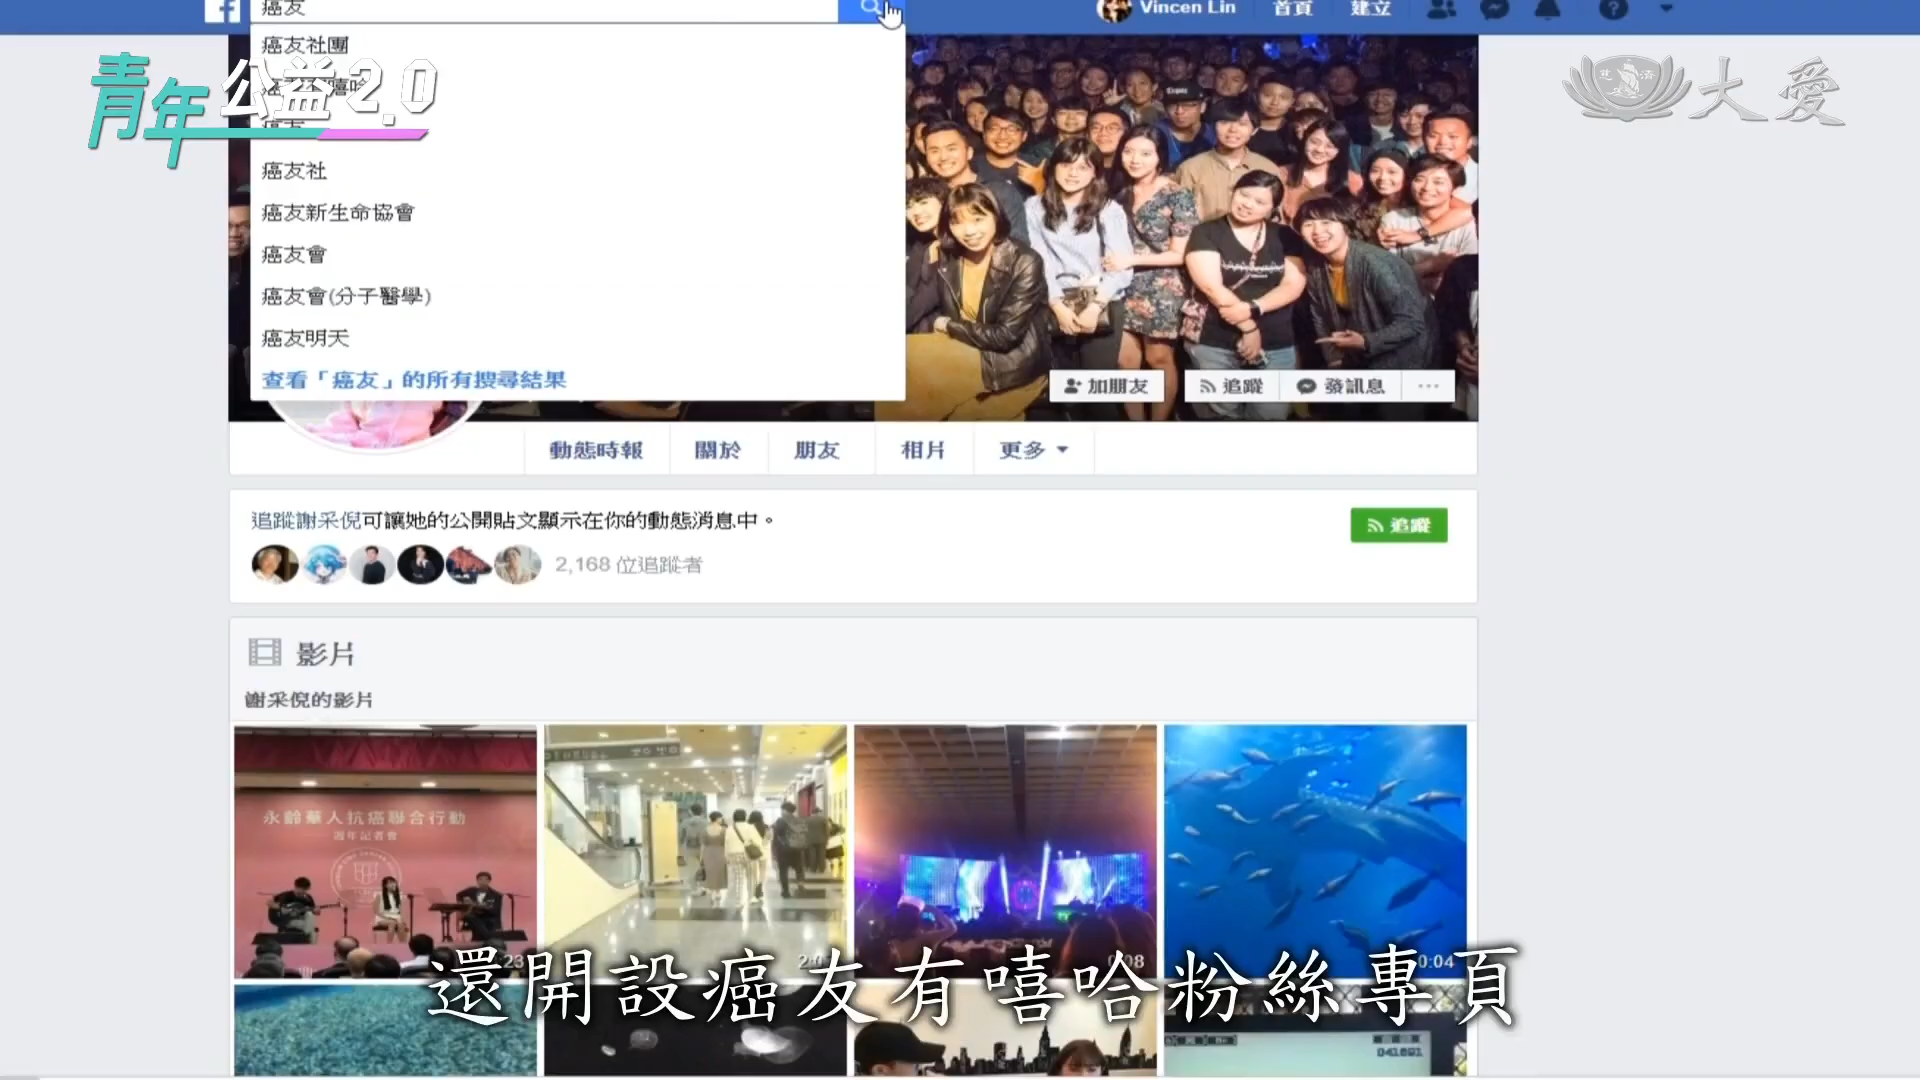 癌友
Vincen Lin
首頁
建立
癌友社團
青年公益2.0
大愛
癌友社
癌友新生命協會
癌友會
癌友會(分子醫學)
癌友明天
查看「癌友」的所有搜尋結果
加朋友
追蹤
發訊息
動態時報
關於
朋友
相片
更多
追蹤謝采倪可讓她的公開貼文顯示在你的動態消息中。
追蹤
2,168 位追蹤者
影片
謝采倪的影片
永齡華人抗癌聯合行動
週年記者會
0:04
還開設癌友有嘻哈粉絲專頁